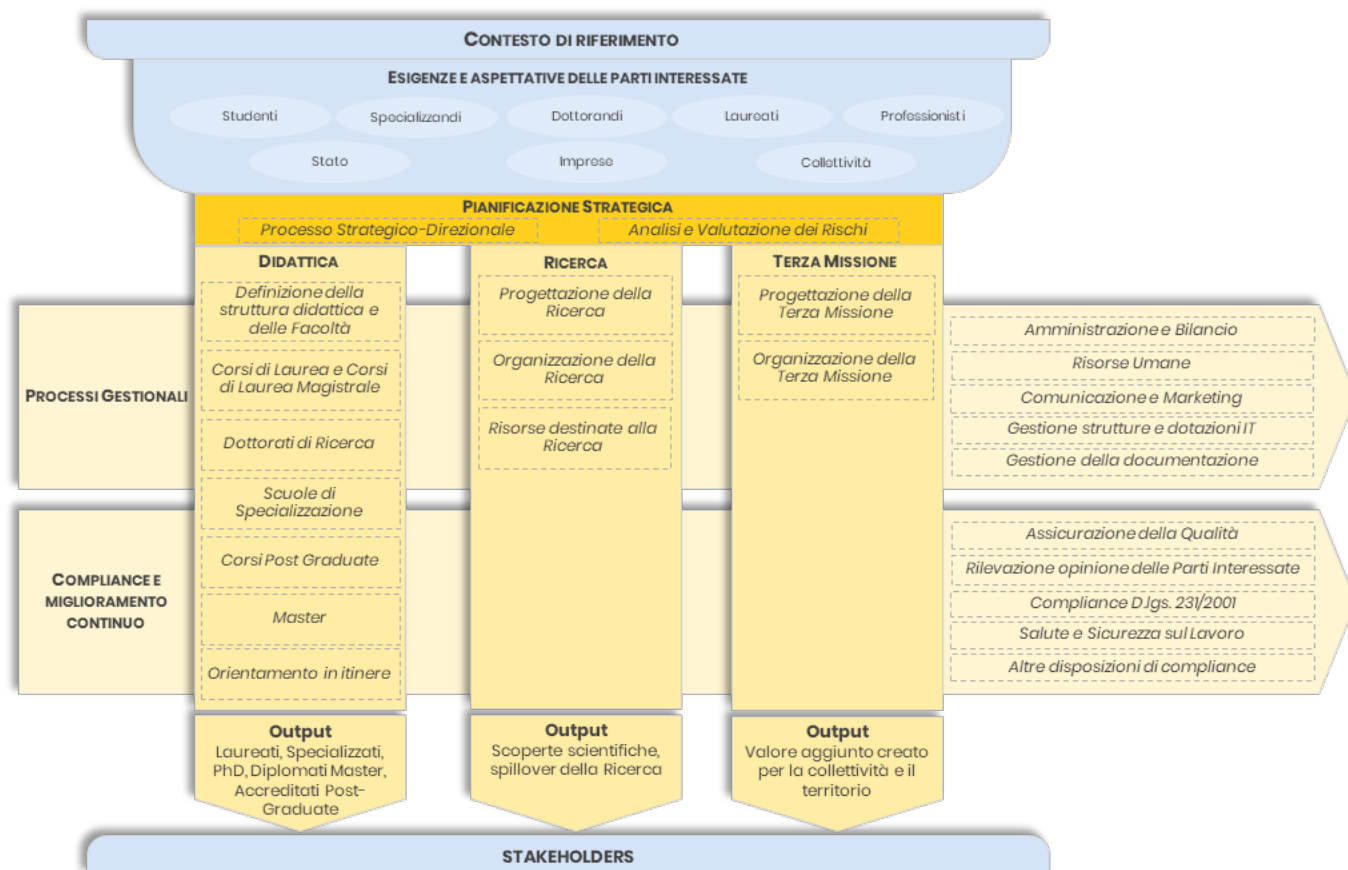 CONTESTO DI RIFERIMENTO
ESIGENZE E ASPETTATIVE DELLE PARTI INTERESSATE
Studenti
Specializzandi
Dottorandi
Laureati
Professionisti
Stato
Imprese
Collettività
PIANIFICAZIONE STRATEGICA
Processo Strategico-Direzionale
Analisi e Valutazione dei Rischi
DIDATTICA
Definizione della
struttura didattica e
delle Facoltà
Corsi di Laurea e Corsi
di Laurea Magistrale
Dottorati di Ricerca
Scuole di
Specializzazione
Corsi Post Graduate
Master
Orientamento in itinere
RICERCA
Progettazione della
Ricerca
Organizzazione della
Ricerca
Risorse destinate alla
Ricerca
TERZA MISSIONE
Progettazione della
Terza Missione
Organizzazione della
Terza Missione
PROCESSI GESTIONALI
Amministrazione e Bilancio
Risorse Umane
Comunicazione e Marketing
Gestione strutture e dotazioni IT
Gestione della documentazione
COMPLIANCE E
MIGLIORAMENTO
CONTINUO
Assicurazione della Qualità
Rilevazione opinione delle Parti Interessate
Compliance D.lgs. 231/2001
Salute e Sicurezza sul Lavoro
Altre disposizioni di compliance
Output
Laureati, Specializzati,
PhD, Diplomati Master,
Accreditati Post-
Graduate
Output
Scoperte scientifiche,
spillover della Ricerca
Output
Valore aggiunto creato
per la collettività e il
territorio
STAKEHOLDERS